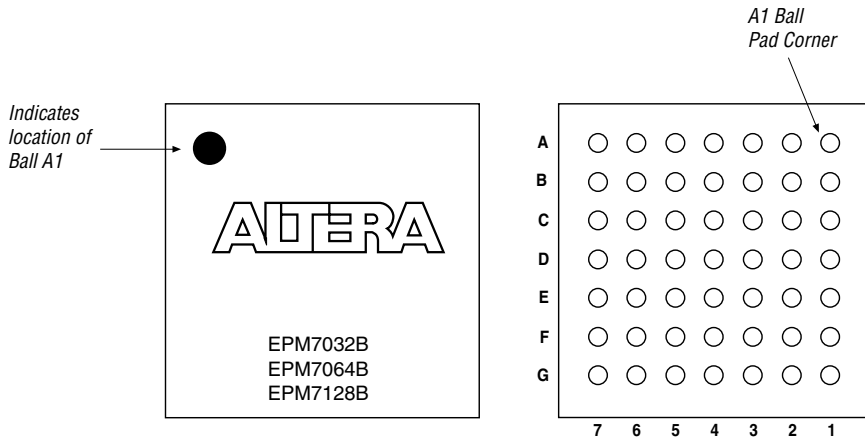 A1 Ball
Pad Corner
Indicates
location of
Ball A1
ALTERA
EPM7032B
EPM7064B
EPM7128B
A
B
C
D
E
F
G
7 6 5 4 3 2 1